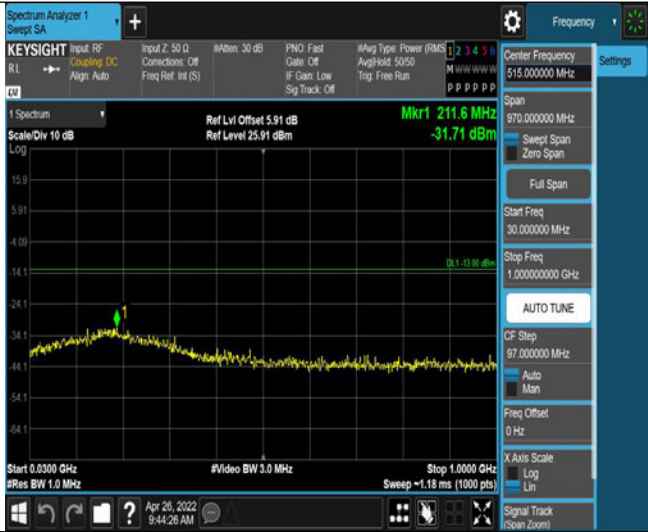 Spectrum Analyzer 1
Swept SA
Frequency
KEYSIGHT Input: RF Input Z: 50 Ω #Atten: 30 dB PNO: Fast #Avg Type: Power (RMS 1 2 3 4 5 6
RL Coupling: DC Corrections: Off Gate: Off Avg|Hold: 50/50 M W W W W W
Align: Auto Freq Ref: Int (S) IF Gain: Low Trig: Free Run
Sig Track: Off P P P P P P
LXI
1 Spectrum
Ref Lvl Offset 5.91 dB
Mkr1 211.6 MHz
Scale/Div 10 dB
Ref Level 25.91 dBm
-31.71 dBm
Log
15.9
5.91
-4.09
DL1 -13.00 dBm
-14.1
-24.1
1
-34.1
-44.1
-54.1
-64.1
Start 0.0300 GHz #Video BW 3.0 MHz Stop 1.0000 GHz
#Res BW 1.0 MHz Sweep ~1.18 ms (1000 pts)
? Apr 26, 2022
9:44:26 AM
Center Frequency
515.000000 MHz
Settings
Span
970.000000 MHz
Swept Span
Zero Span
Full Span
Start Freq
30.000000 MHz
Stop Freq
1.000000000 GHz
AUTO TUNE
CF Step
97.000000 MHz
Auto
Man
Freq Offset
0 Hz
X Axis Scale
Log
Lin
Signal Track
(Span Zoom)